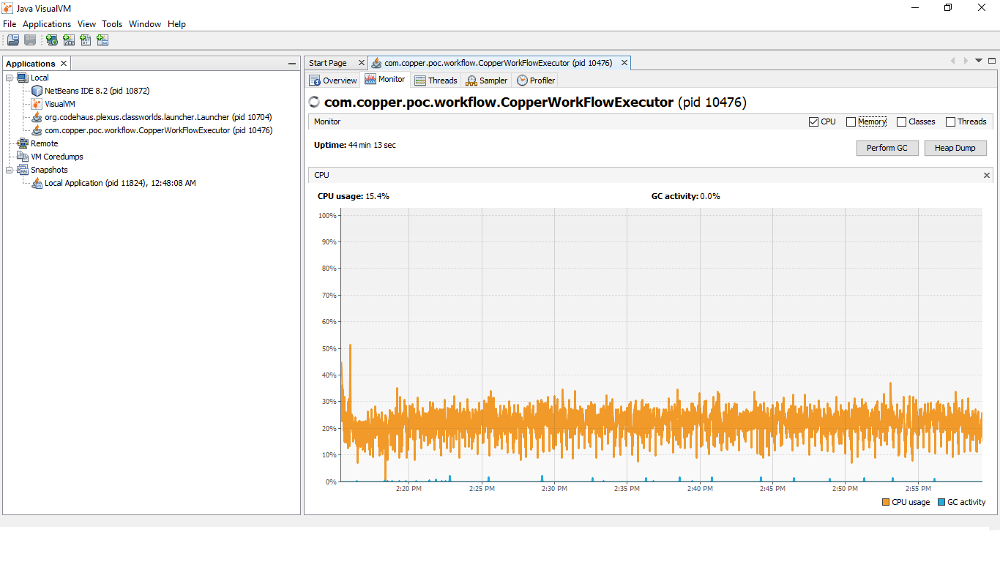 Java VisualVM
File Applications View Tools Window Help
Applications
Local
NetBeans IDE 8.2 (pid 10872)
VisualVM
org.codehaus.plexus.classworlds.launcher.Launcher (pid 10704)
com.copper.poc.workflow.CopperWorkFlowExecutor (pid 10476)
Remote
VM Coredumps
Snapshots
Local Application (pid 11824), 12:48:08 AM
Start Page com.copper.poc.workflow.CopperWorkFlowExecutor (pid 10476)
Overview Monitor Threads Sampler Profiler
com.copper.poc.workflow.CopperWorkFlowExecutor (pid 10476)
Monitor CPU Memory Classes Threads
Uptime: 44 min 13 sec Perform GC Heap Dump
CPU
CPU usage: 15.4% GC activity: 0.0%
100%
90%
80%
70%
60%
50%
40%
30%
20%
10%
0%
2:20 PM 2:25 PM 2:30 PM 2:35 PM 2:40 PM 2:45 PM 2:50 PM 2:55 PM
CPU usage GC activity